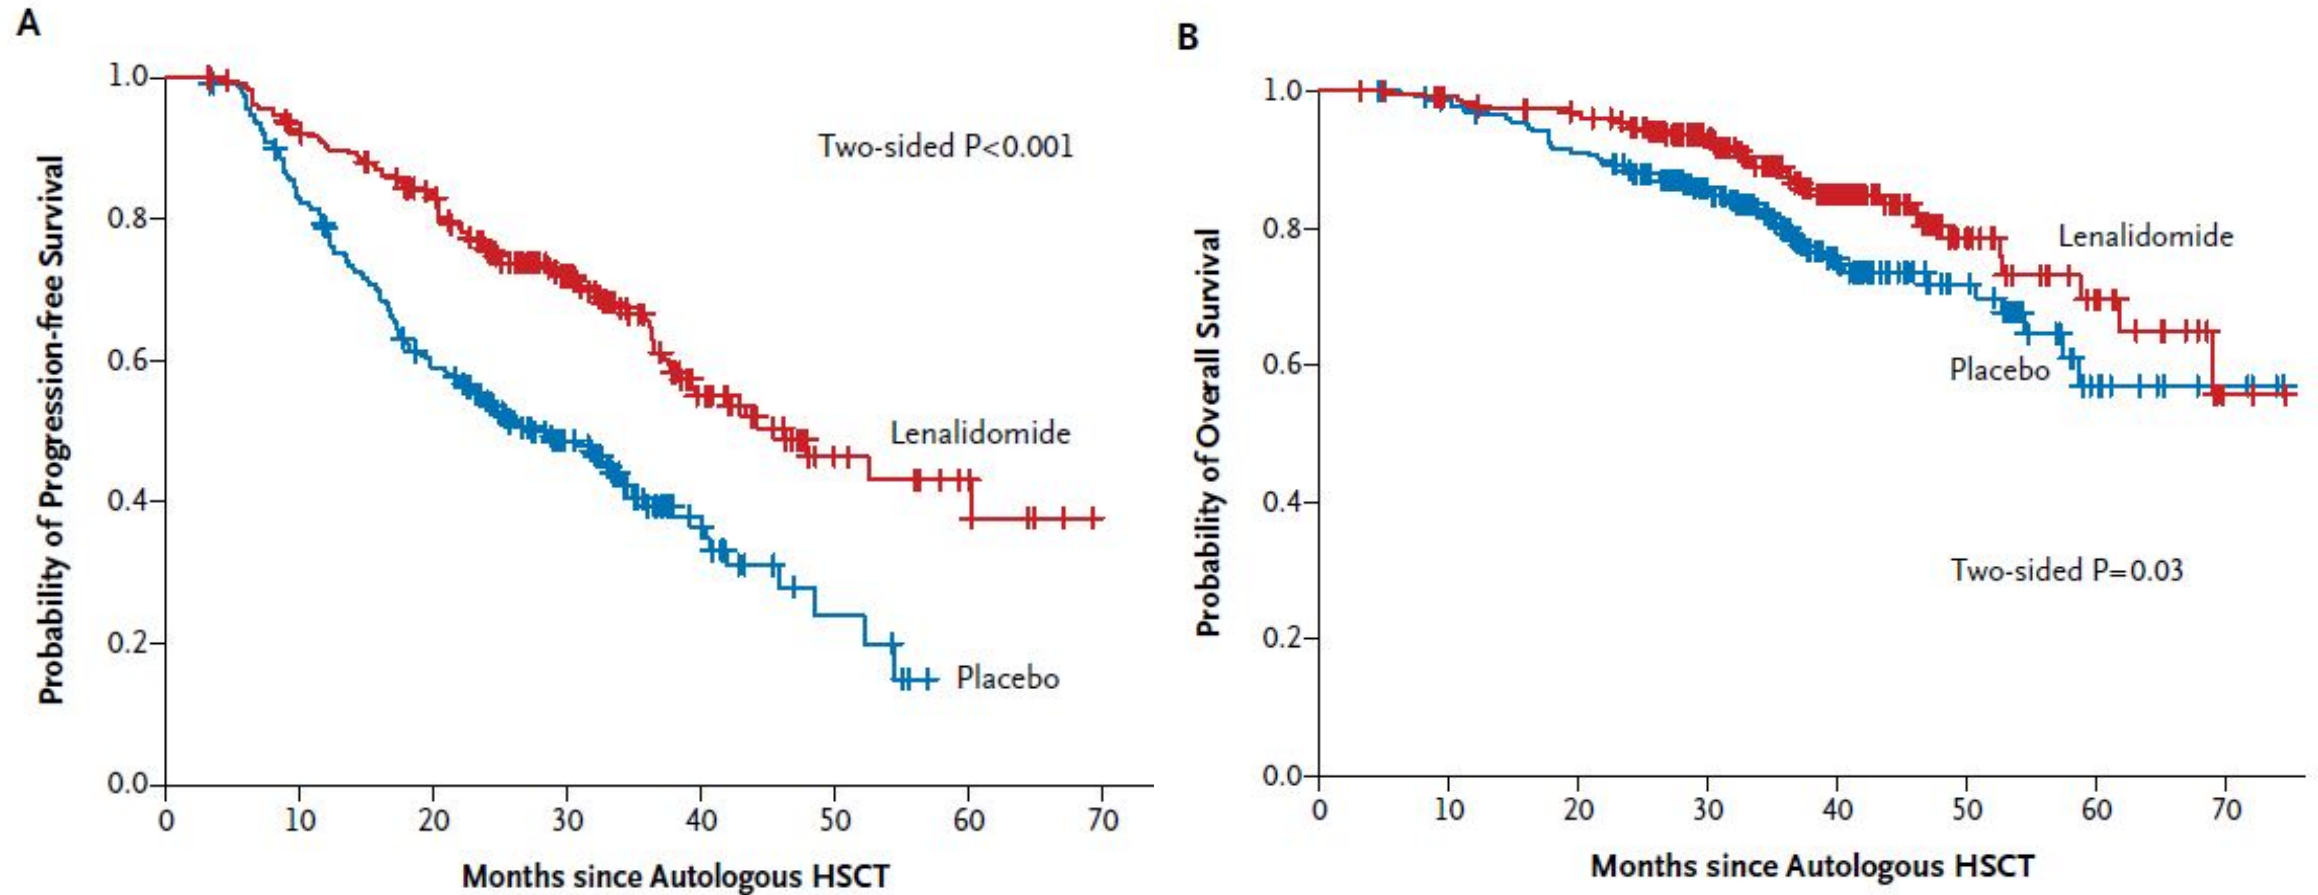 A
Probability of Progression-free Survival
1.0
0.8
0.6
0.4
0.2
0.0
Two-sided P<0.001
Lenalidomide
Placebo
0 10 20 30 40 50 60 70
Months since Autologous HSCT
B
Probability of Overall Survival
1.0
0.8
0.6
0.4
0.2
0.0
Lenalidomide
Placebo
Two-sided P=0.03
0 10 20 30 40 50 60 70
Months since Autologous HSCT